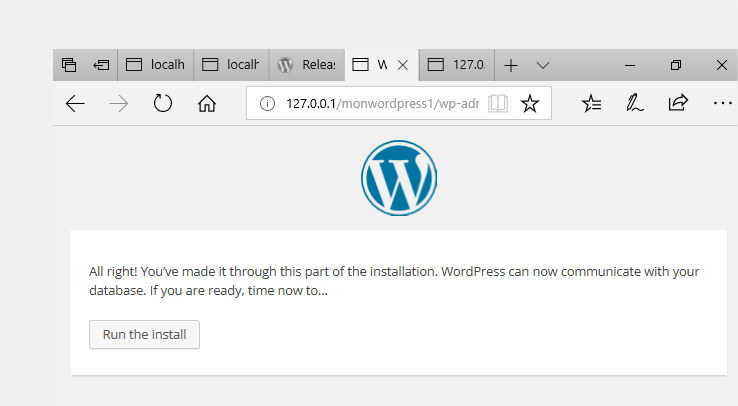 localh localh Releas W 127.0.
127.0.0.1/monwordpress1/wp-adr
All right! You've made it through this part of the installation. WordPress can now communicate with your
database. If you are ready, time now to…
Run the install